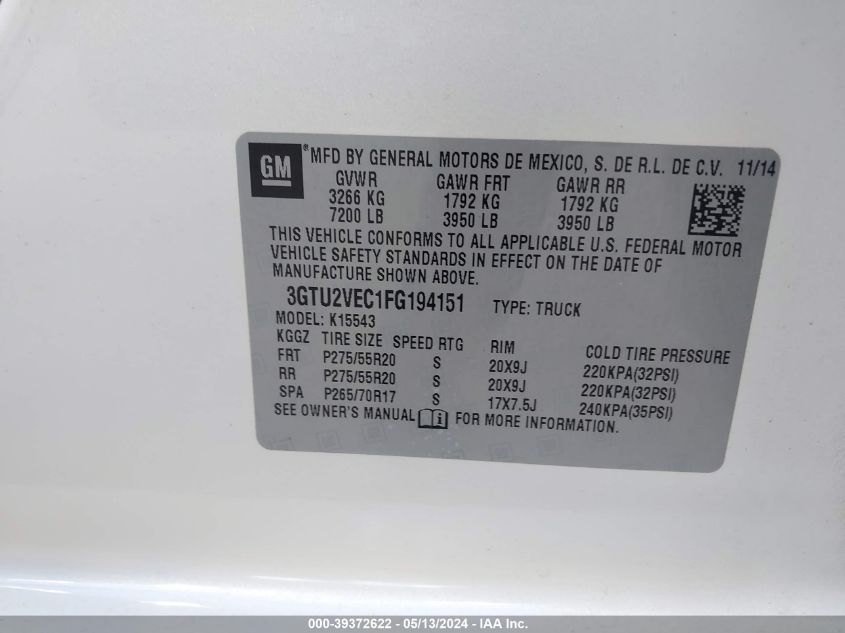 GM ® MFD BY GENERAL MOTORS DE MEXICO, S. DE R.L. DE C.V. 11/14
GVWR GAWR FRT GAWR RR
3266 KG 1792 KG 1792 KG
7200 LB 3950 LB 3950 LB
THIS VEHICLE CONFORMS TO ALL APPLICABLE U.S. FEDERAL MOTOR
VEHICLE SAFETY STANDARDS IN EFFECT ON THE DATE OF
MANUFACTURE SHOWN ABOVE.
3GTU2VEC1FG194151 TYPE: TRUCK
MODEL: K15543
KGGZ TIRE SIZE SPEED RTG RIM COLD TIRE PRESSURE
FRT P275/55R20 S 20X9J 220KPA(32PSI)
RR P275/55R20 S 20X9J 220KPA(32PSI)
SPA P265/70R17 S 17X7.5J 240KPA(35PSI)
SEE OWNER'S MANUAL i FOR MORE INFORMATION.
000-39372622 - 05/13/2024 - IAA Inc.